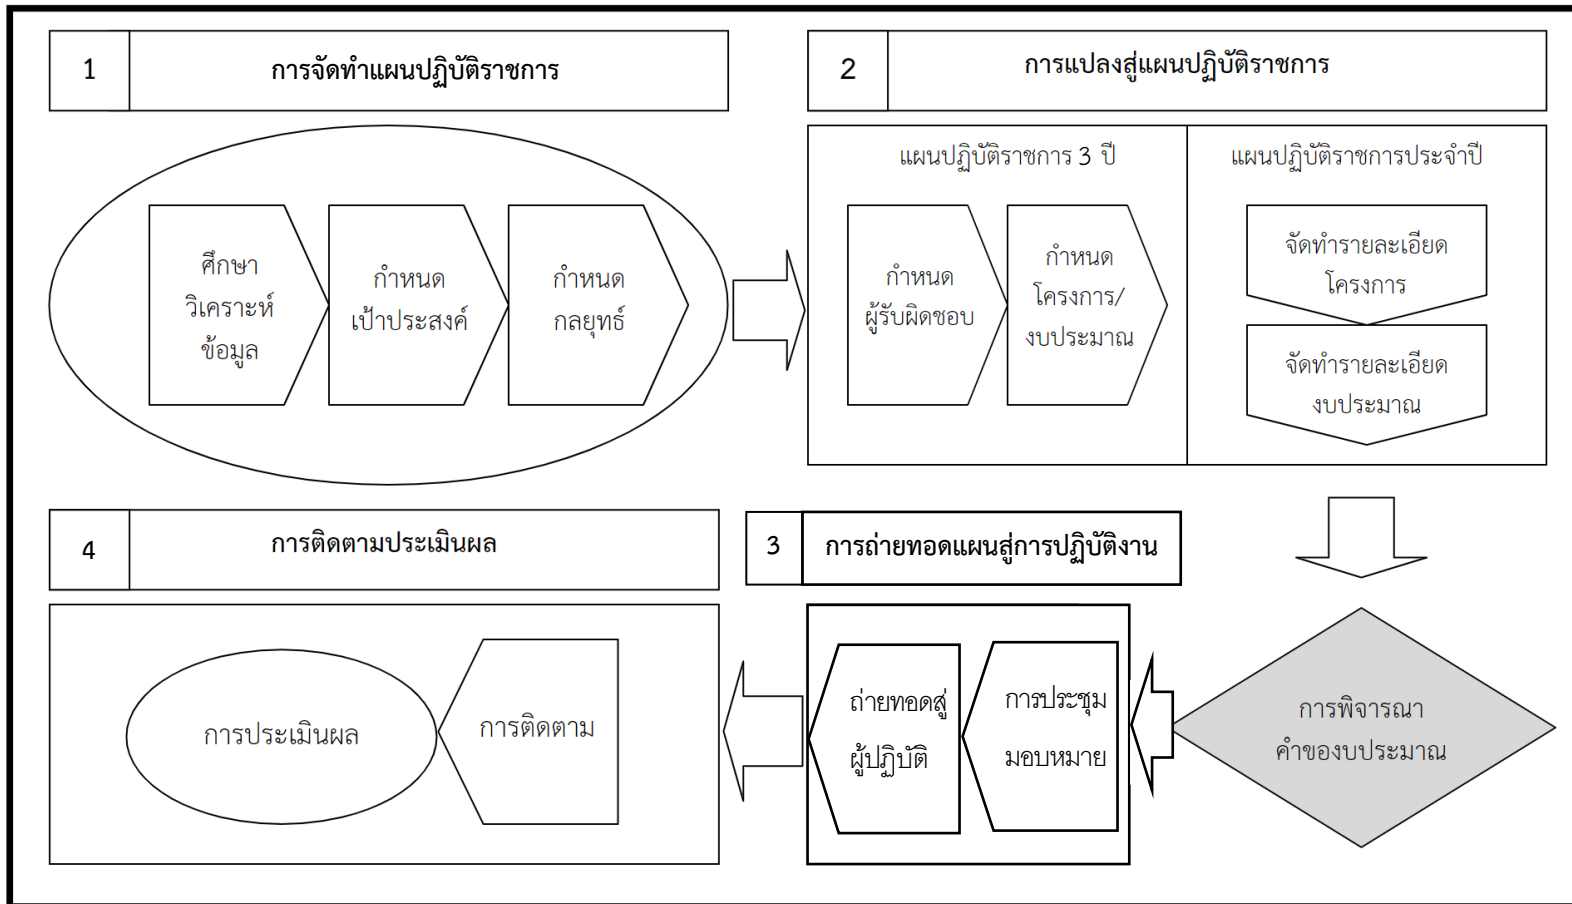 1
การจัดทำแผนปฏิบัติราชการ
ศึกษา
วิเคราะห์
ข้อมูล
กำหนด
เป้าประสงค์
กำหนด
กลยุทธ์
2
การแปลงสู่แผนปฏิบัติราชการ
แผนปฏิบัติราชการ 3 ปี
กำหนด
ผู้รับผิดชอบ
กำหนด
โครงการ/
งบประมาณ
แผนปฏิบัติราชการประจำปี
จัดทำรายละเอียด
โครงการ
จัดทำรายละเอียด
งบประมาณ
การพิจารณา
คำของบประมาณ
3
การถ่ายทอดแผนสู่การปฏิบัติงาน
การประชุม
มอบหมาย
ถ่ายทอดสู่
ผู้ปฏิบัติ
4
การติดตามประเมินผล
การติดตาม
การประเมินผล